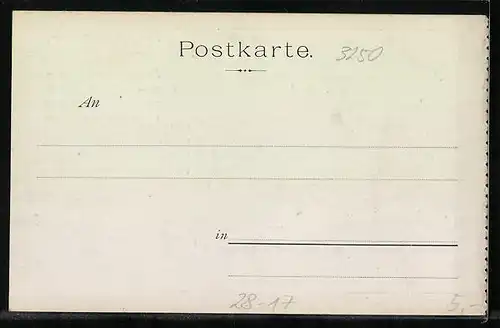 Postkarte. 3250
An
in
28-17 5,-